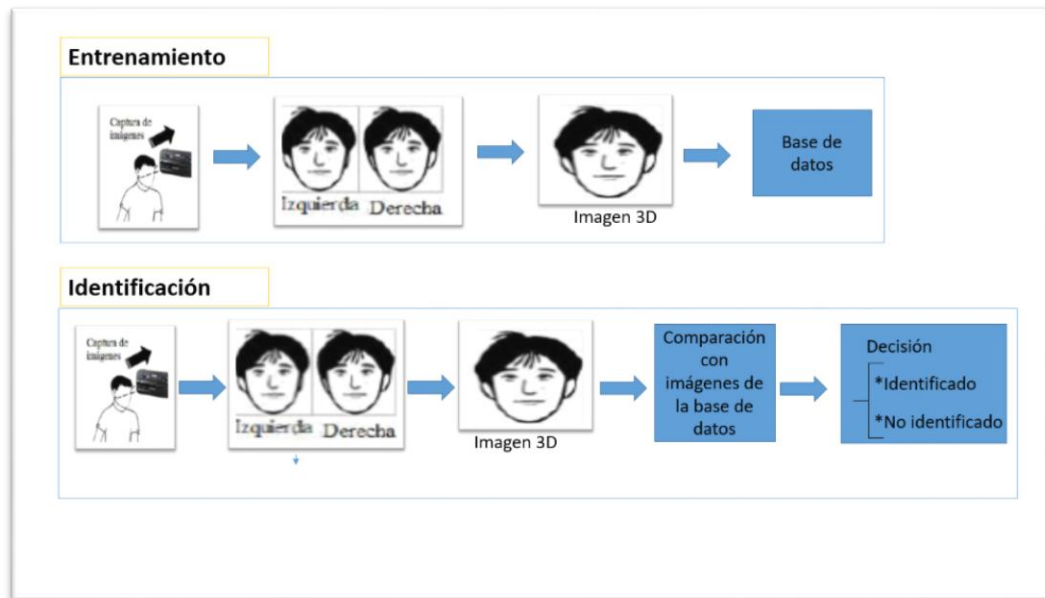 Entrenamiento
Captura de
imágenes
Izquierda Derecha
Imagen 3D
Base de
datos
Identificación
Captura de
imágenes
Izquierda Derecha
Imagen 3D
Comparación
con
imágenes de
la base de
datos
Decisión
*Identificado
*No identificado